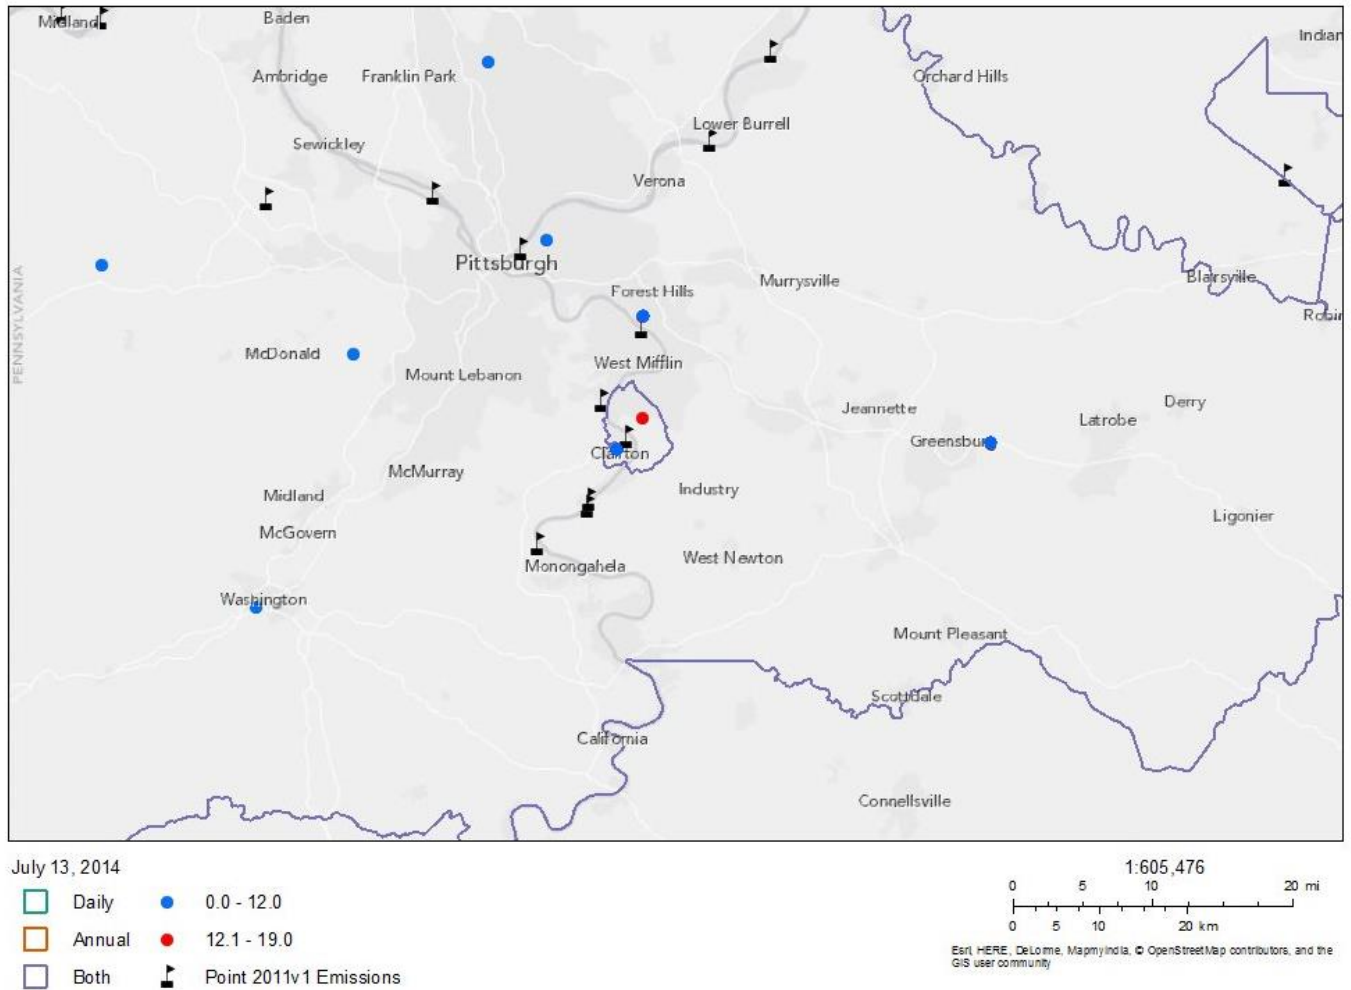 Midland
Baden
Indian
Ambridge
Franklin Park
Orchard Hills
Lower Burrell
Sewickley
Verona
Pittsburgh
PENNSYLVANIA
Forest Hills
Murrysville
Blairsville
McDonald
West Mifflin
Mount Lebanon
Jeannette
Derry
Latrobe
Greensburg
Clairton
McMurray
Midland
Industry
Ligonier
McGovern
West Newton
Monongahela
Washington
Mount Pleasant
Scottdale
California
Connellsville
July 13, 2014
Daily
0.0 - 12.0
Annual
12.1 - 19.0
Both
Point 2011v1 Emissions
1:605,476
0 5 10 20 mi
0 5 10 20 km
Esri, HERE, DeLorme, MapmyIndia, © OpenStreetMap contributors, and the
GIS user community